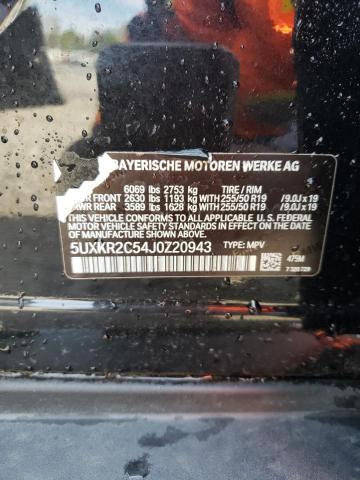 BAYERISCHE MOTOREN WERKE AG
6069 lbs 2753 kg TIRE / RIM
FRONT 2630 lbs 1193 kg WITH 255/50 R19 /9.0J x 19
REAR 3589 lbs 1628 kg WITH 255/50 R19 /9.0J x 19
THIS VEHICLE CONFORMS TO ALL APPLICABLE U. S. FEDERAL
MOTOR VEHICLE SAFETY STANDARDS IN EFFECT ON THE
DATE OF MANUFACTURE SHOWN ABOVE.
5UXKR2C54J0Z20943 TYPE: MPV
475M